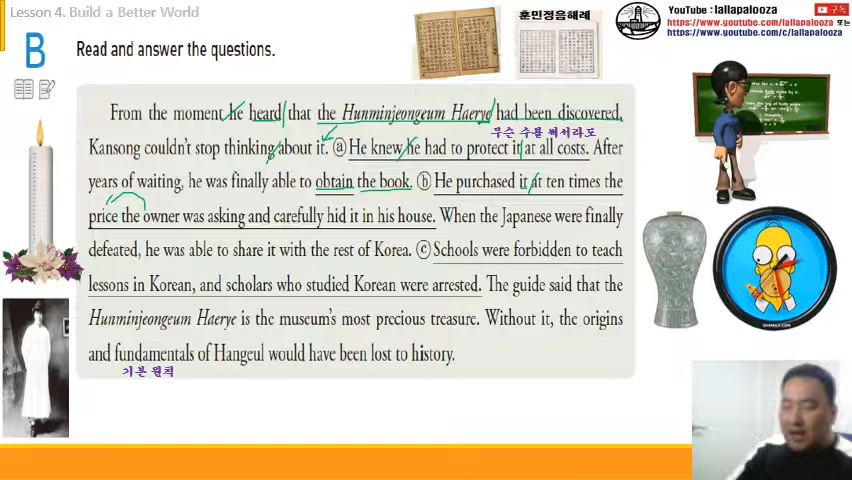 Lesson 4. Build a Better World
B
Read and answer the questions.
훈민정음해례
YouTube : lallapalooza
구독
https://www.youtube.com/lallapalooza 또는
https://www.youtube.com/c/lallapalooza
From the moment he heard that the Hunminjeongeum Haerye had been discovered,
무슨 수를 써서라도
Kansong couldn't stop thinking about it. ⓐ He knew he had to protect it at all costs. After
years of waiting, he was finally able to obtain the book. ⓑ He purchased it at ten times the
price the owner was asking and carefully hid it in his house. When the Japanese were finally
defeated, he was able to share it with the rest of Korea. ⓒ Schools were forbidden to teach
lessons in Korean, and scholars who studied Korean were arrested. The guide said that the
Hunminjeongeum Haerye is the museum's most precious treasure. Without it, the origins
and fundamentals of Hangeul would have been lost to history.
기본 원칙